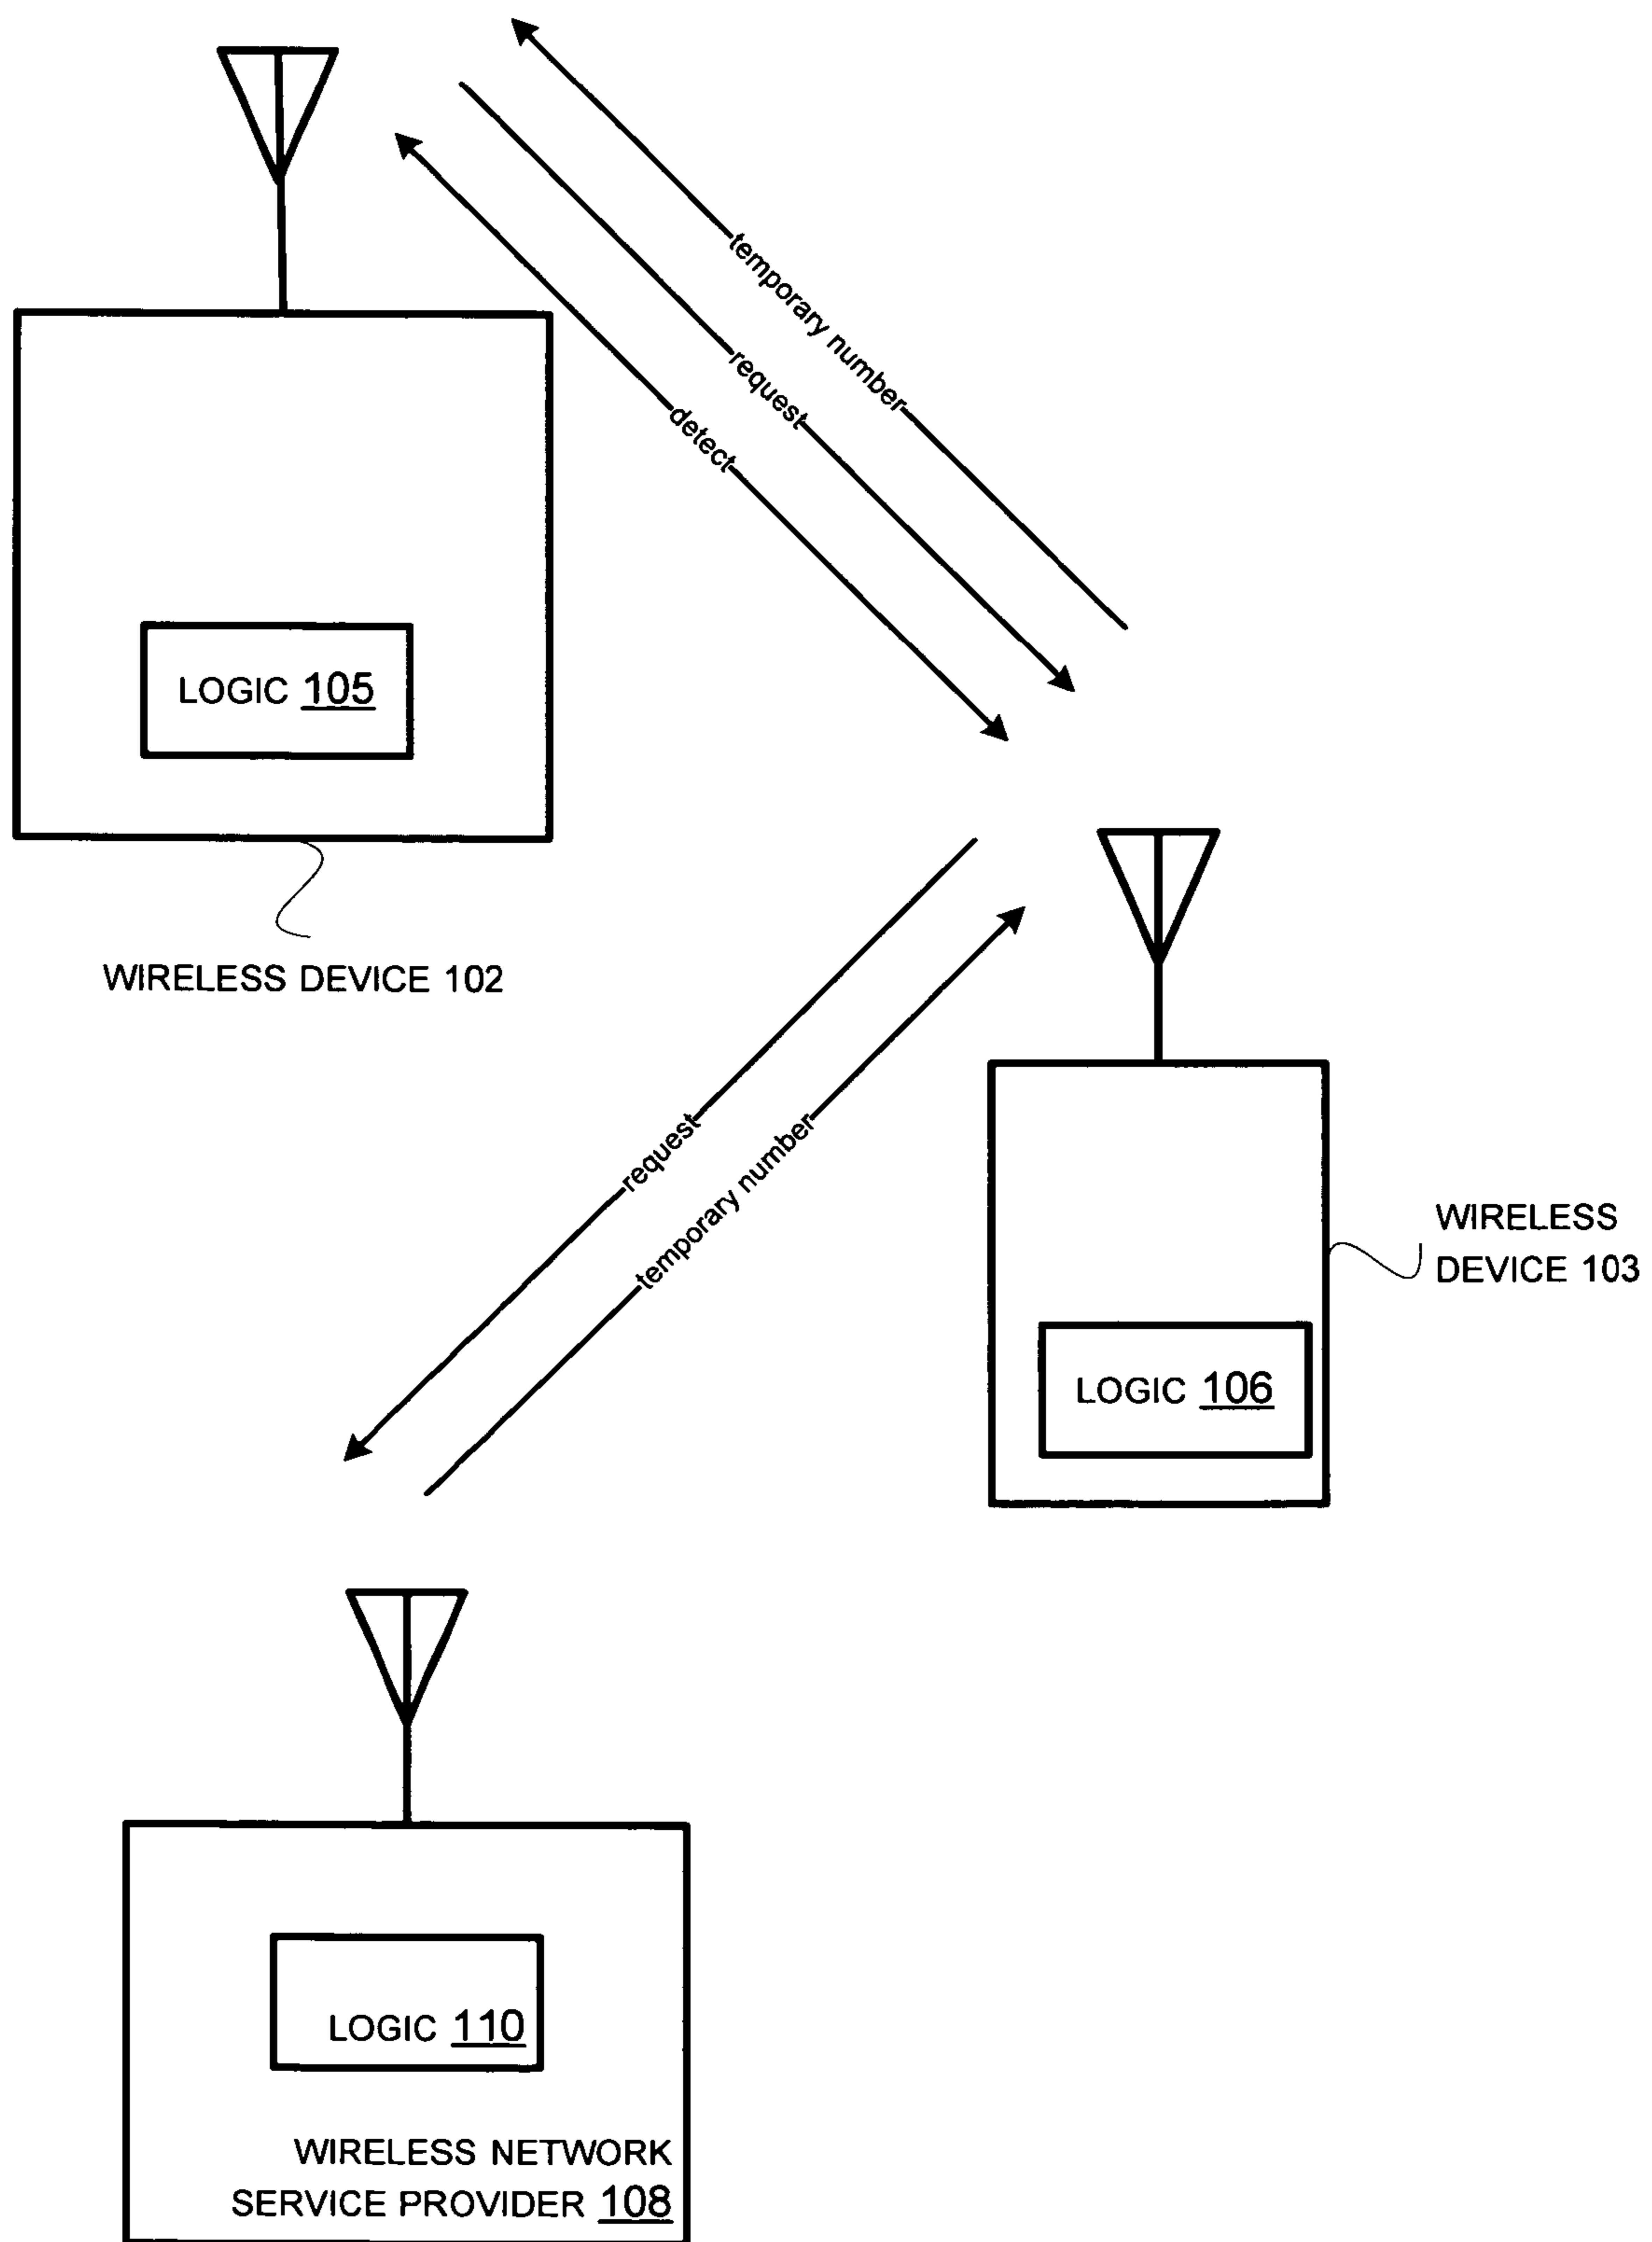 temporary number
request
detect
LOGIC 105
WIRELESS DEVICE 102
request
temporary number
WIRELESS
DEVICE 103
LOGIC 106
LOGIC 110
WIRELESS NETWORK
SERVICE PROVIDER 108